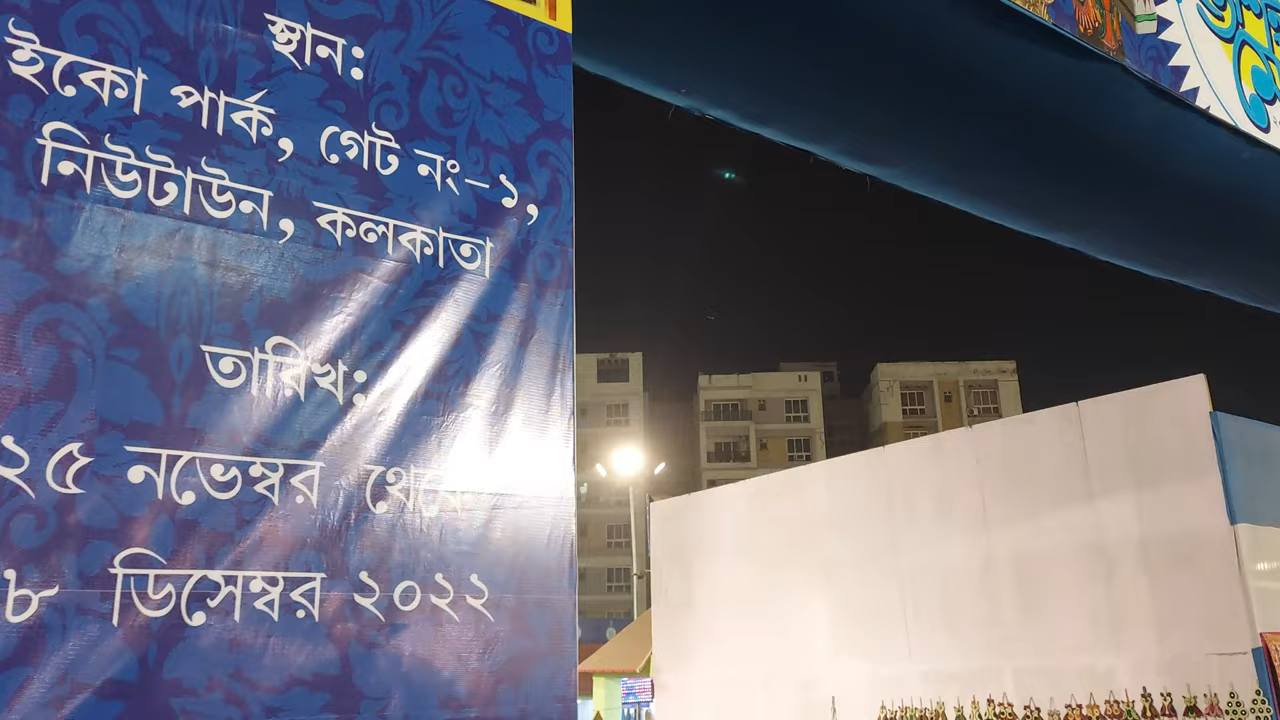 স্থান:
ইকো পার্ক, গেট নং-১,
নিউটাউন, কলকাতা
তারিখ:
২৫ নভেম্বর থেকে
৮ ডিসেম্বর ২০২২